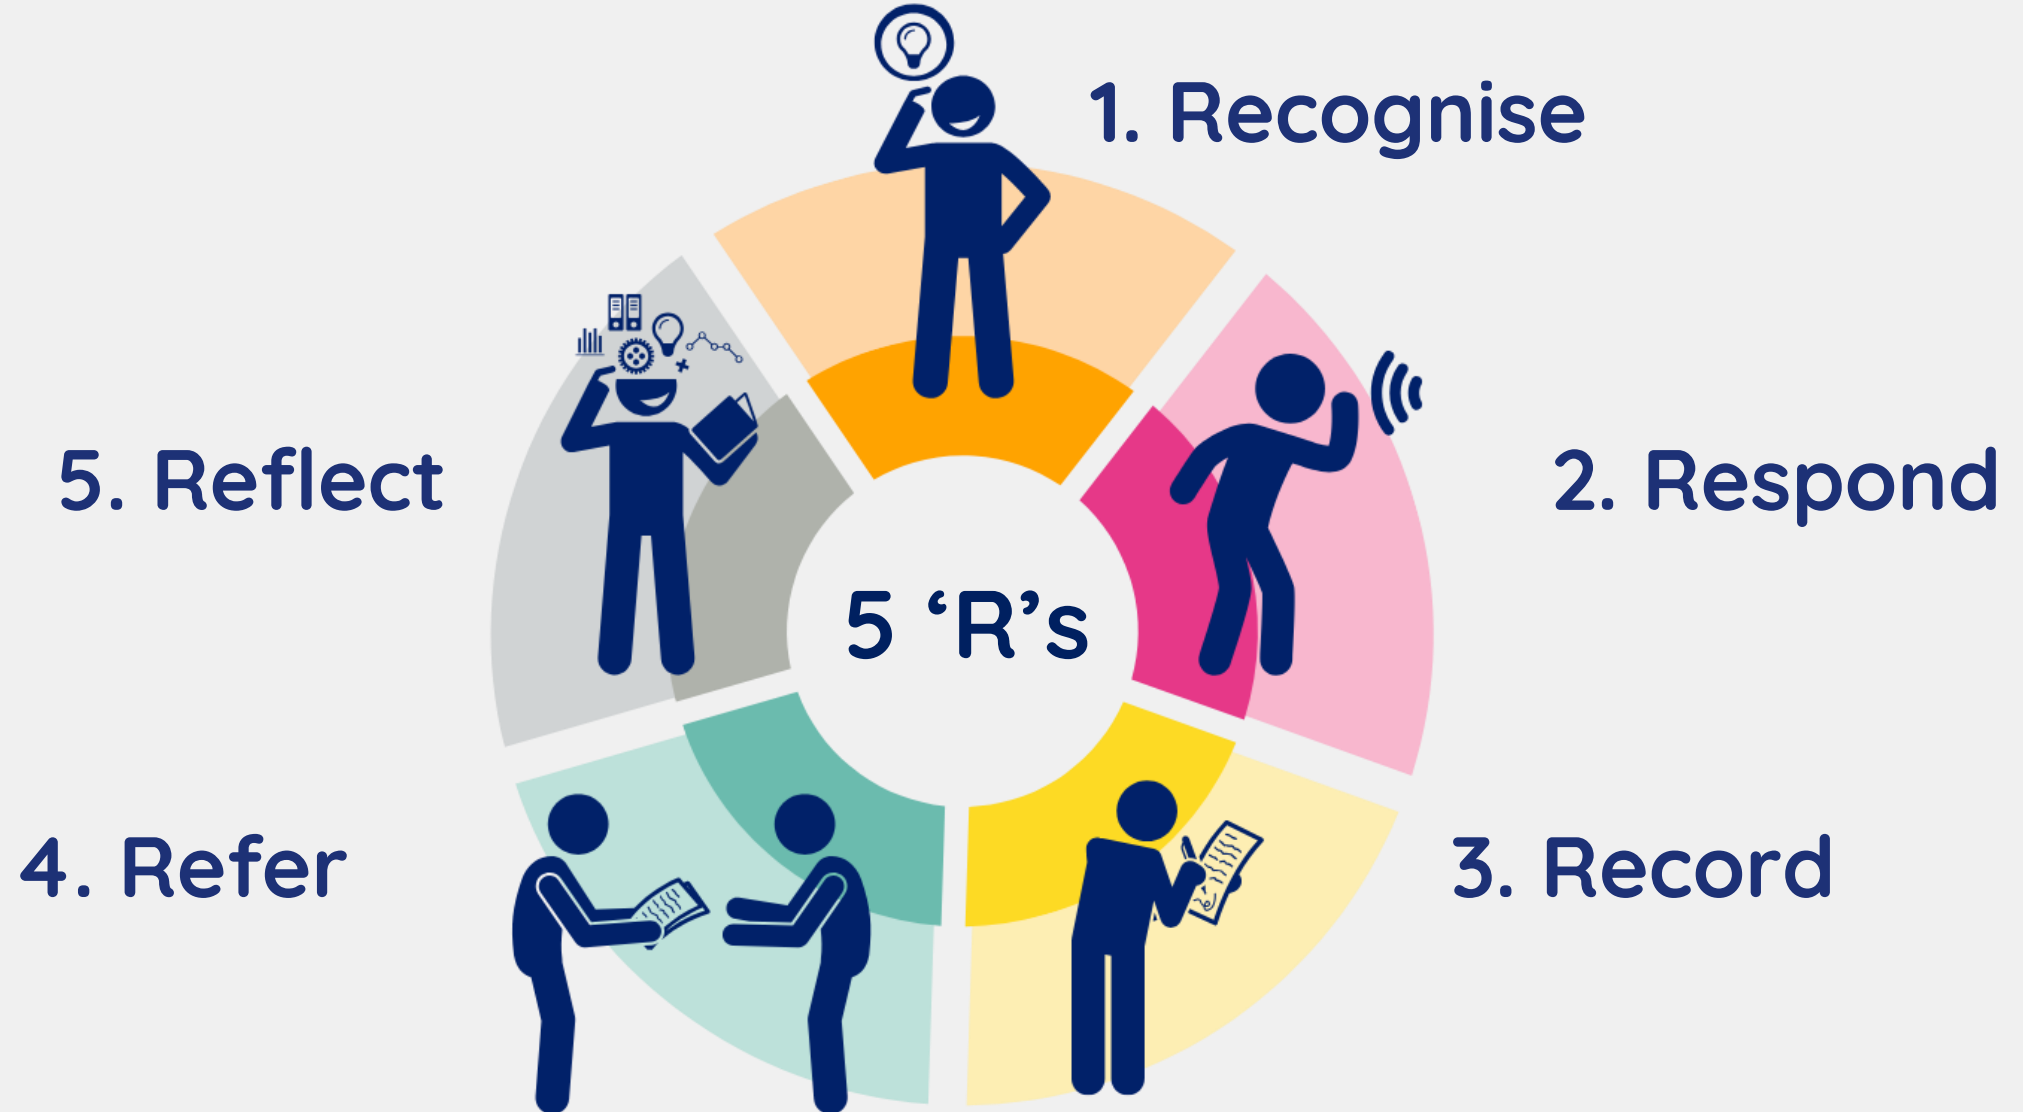 1. Recognise
2. Respond
3. Record
4. Refer
5. Reflect
5 ‘R’s